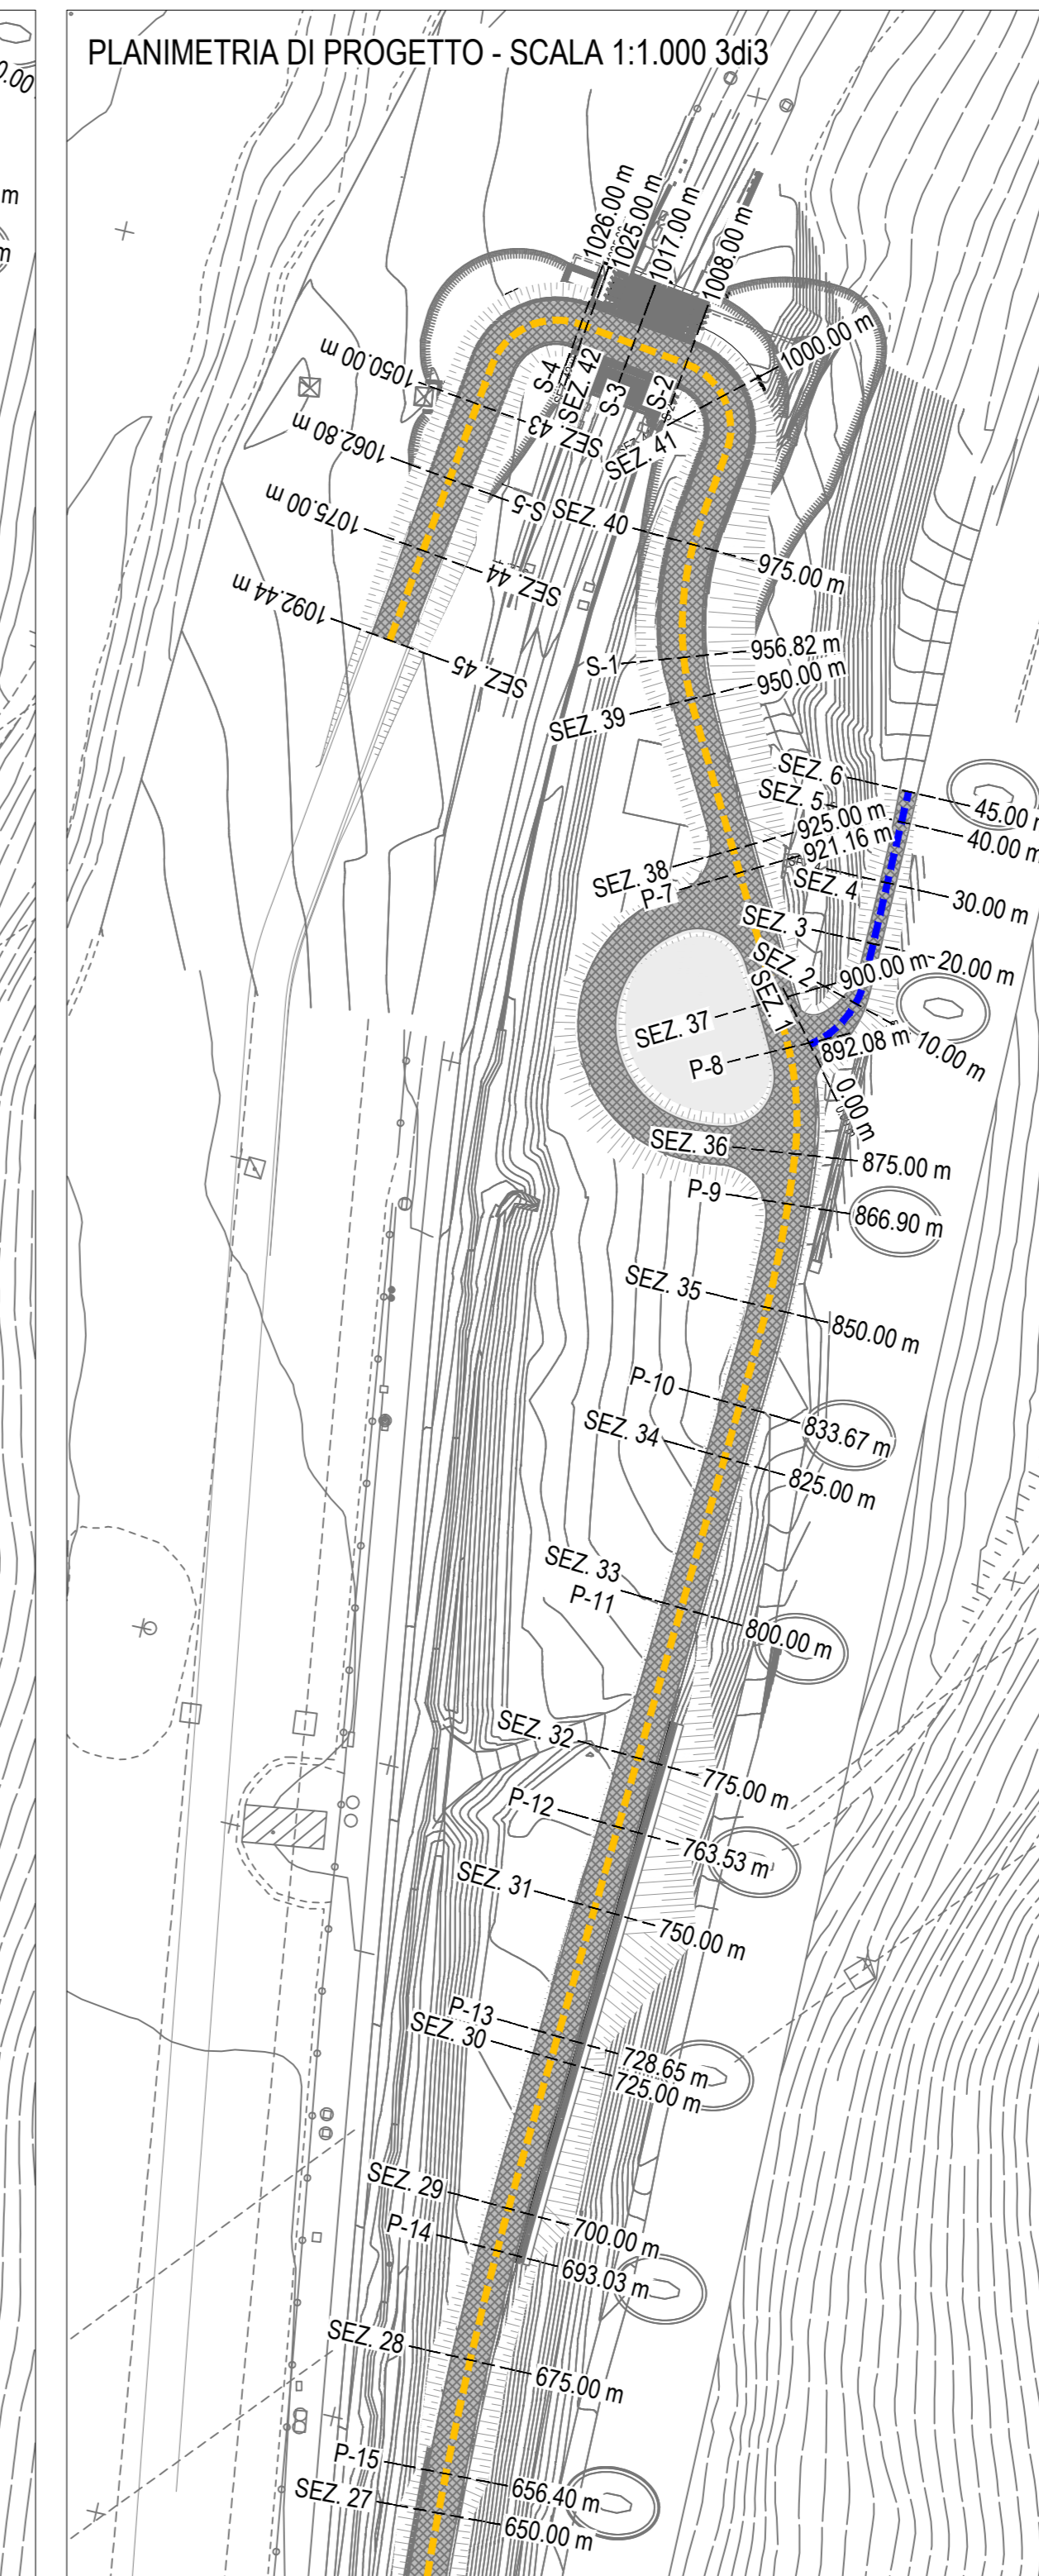 0.00
m
m
PLANIMETRIA DI PROGETTO - SCALA 1:1.000 3di3
1026.00 m
1025.00 m
1017.00 m
1008.00 m
1000.00 m
S-4
SEZ. 42
S-3
S-2
SEZ. 41
1050.00 m
SEZ. 43
1062.80 m
S-5
SEZ. 40
975.00 m
1075.00 m
SEZ. 44
1092.44 m
SEZ. 45
S-1
956.82 m
950.00 m
SEZ. 39
SEZ. 6
45.00 m
SEZ. 5
40.00 m
925.00 m
921.16 m
SEZ. 38
P-7
SEZ. 4
30.00 m
SEZ. 3
20.00 m
SEZ. 2
900.00 m
SEZ. 1
10.00 m
SEZ. 37
892.08 m
P-8
0.00 m
SEZ. 36
875.00 m
P-9
866.90 m
SEZ. 35
850.00 m
P-10
833.67 m
SEZ. 34
825.00 m
SEZ. 33
P-11
800.00 m
SEZ. 32
775.00 m
P-12
763.53 m
SEZ. 31
750.00 m
P-13
SEZ. 30
728.65 m
725.00 m
SEZ. 29
700.00 m
P-14
693.03 m
SEZ. 28
675.00 m
P-15
656.40 m
SEZ. 27
650.00 m